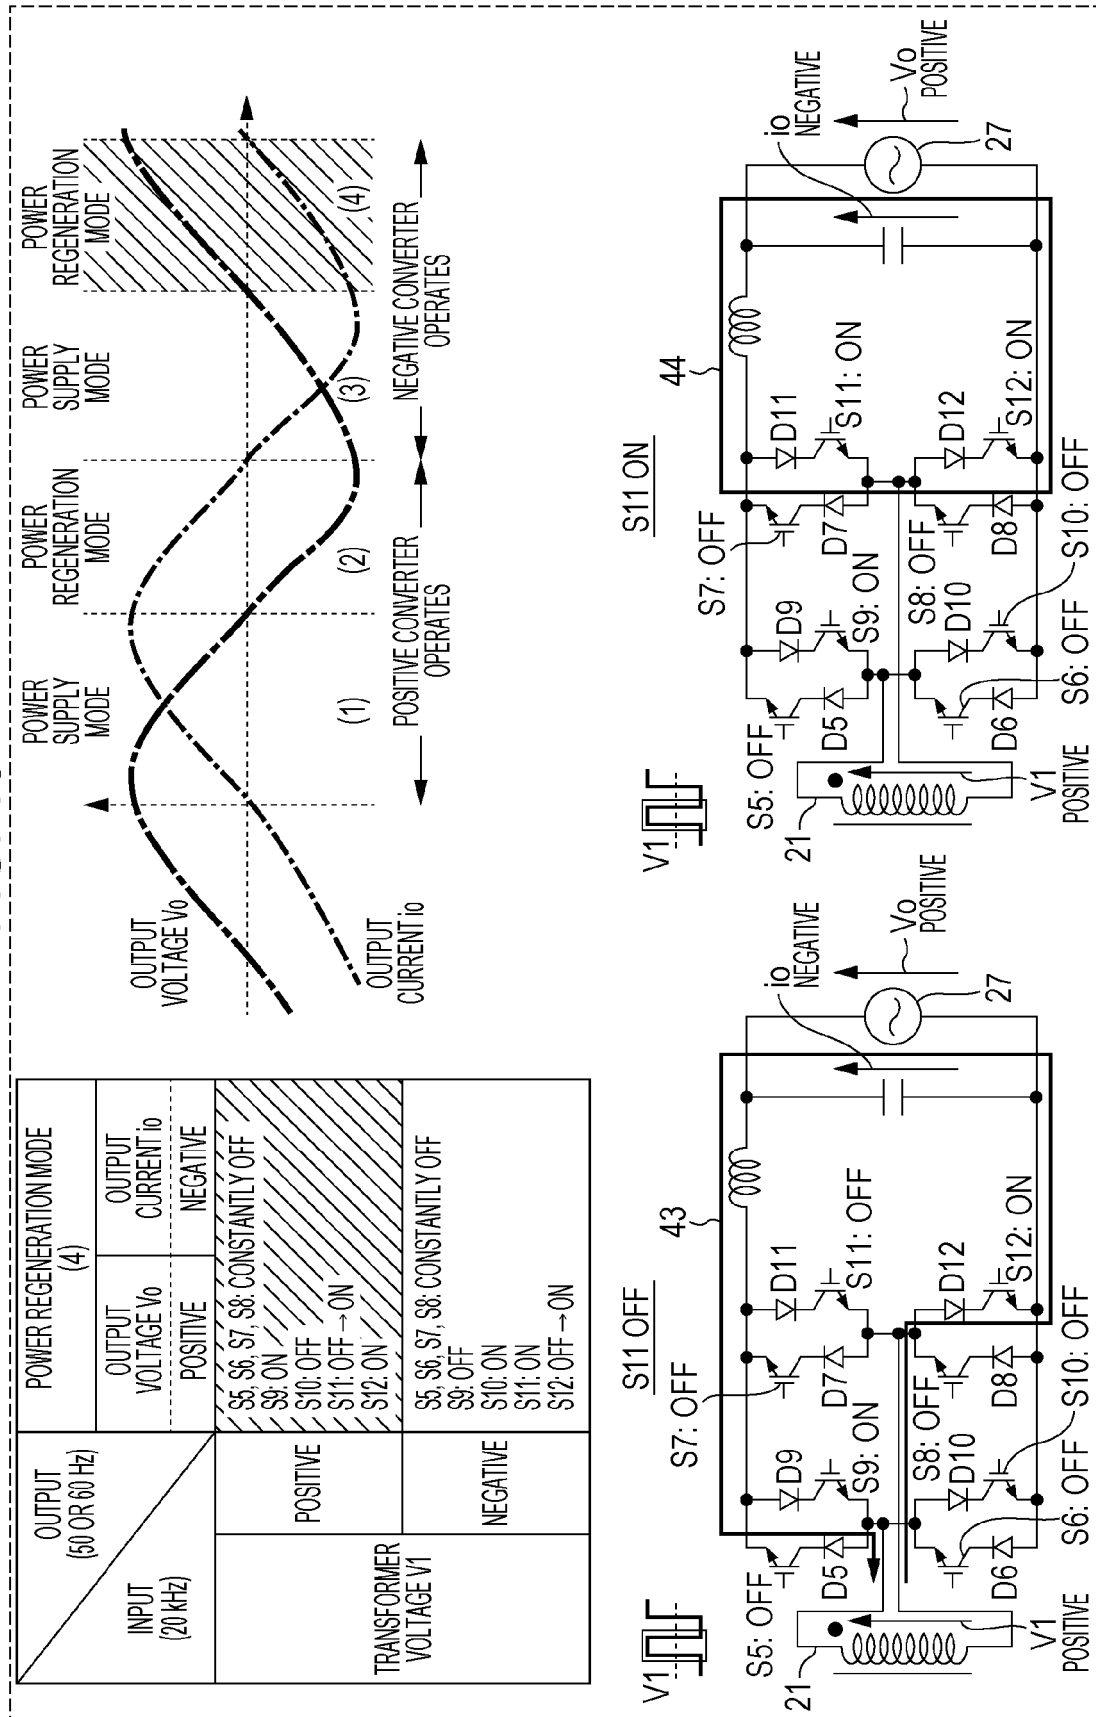 OUTPUT
(50 OR 60 Hz)
INPUT
(20 kHz)
POWER REGENERATION MODE
(4)
OUTPUT
VOLTAGE Vo
OUTPUT
CURRENT io
POSITIVE
NEGATIVE
TRANSFORMER
VOLTAGE V1
POSITIVE
S5, S6, S7, S8: CONSTANTLY OFF
S9: ON
S10: OFF
S11: OFF→ON
S12: ON
NEGATIVE
S5, S6, S7, S8: CONSTANTLY OFF
S9: OFF
S10: ON
S11: ON
S12: OFF→ON
OUTPUT
VOLTAGE Vo
OUTPUT
CURRENT io
POWER
SUPPLY
MODE
POWER
REGENERATION
MODE
POWER
SUPPLY
MODE
POWER
REGENERATION
MODE
(1)
(2)
(3)
(4)
POSITIVE CONVERTER
OPERATES
NEGATIVE CONVERTER
OPERATES
V1
S11 OFF
43
S7: OFF
S5: OFF
D9
D11
io
NEGATIVE
Vo
POSITIVE
21
D5
S9: ON
D7
S11: OFF
27
S8: OFF
D10
D12
D6
D8
S12: ON
V1
POSITIVE
S6: OFF
S10: OFF
V1
S11 ON
44
S7: OFF
S5: OFF
D9
D11
io
NEGATIVE
Vo
POSITIVE
21
D5
S9: ON
D7
S11: ON
27
S8: OFF
D10
D12
D6
D8
S12: ON
V1
POSITIVE
S6: OFF
S10: OFF